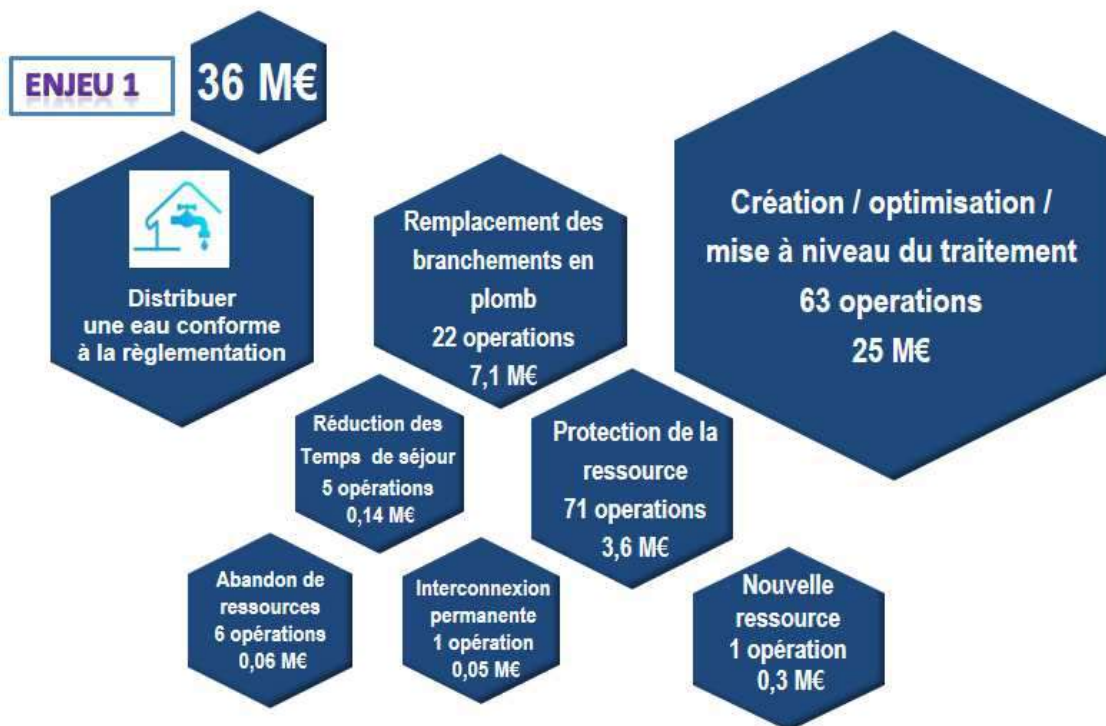 ENJEU 1
36 M€
Distribuer
une eau conforme
à la règlementation
Remplacement des
branchements en
plomb
22 operations
7,1 M€
Création / optimisation /
mise à niveau du traitement
63 operations
25 M€
Réduction des
Temps de séjour
5 opérations
0,14 M€
Protection de la
ressource
71 operations
3,6 M€
Abandon de
ressources
6 opérations
0,06 M€
Interconnexion
permanente
1 opération
0,05 M€
Nouvelle
ressource
1 opération
0,3 M€